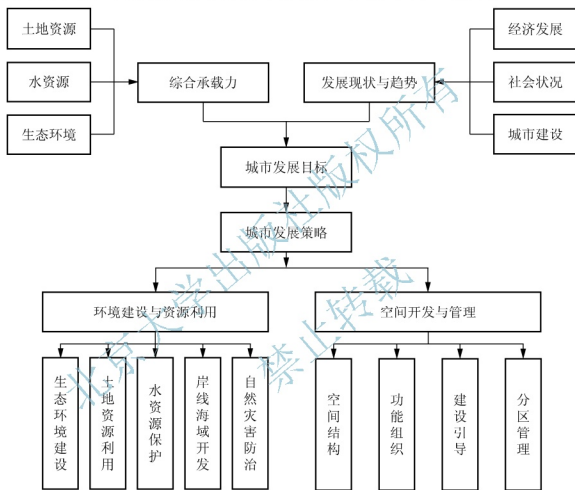 土地资源
水资源
生态环境
综合承载力
发展现状与趋势
经济发展
社会状况
城市建设
城市发展目标
城市发展策略
环境建设与资源利用
空间开发与管理
生态环境建设
土地资源利用
水资源保护
岸线海域开发
自然灾害防治
空间结构
功能组织
建设引导
分区管理
北京大学出版社版权所有
禁止转载